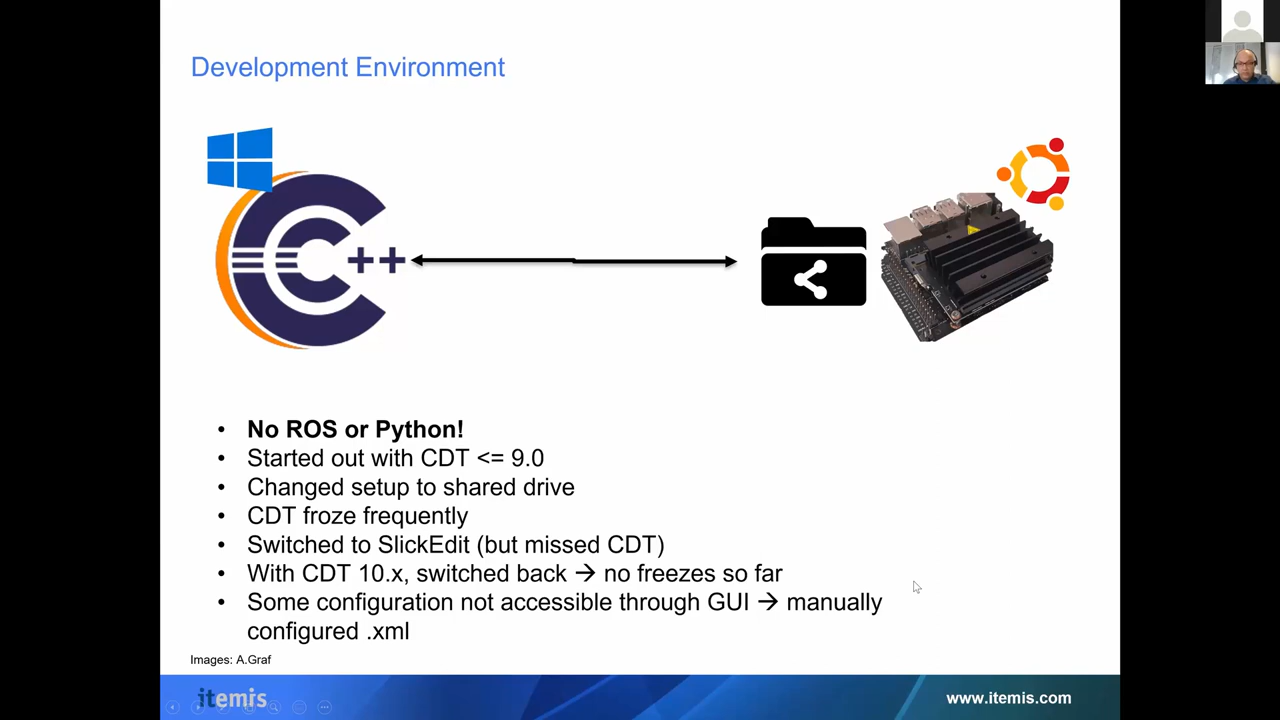 Development Environment
C++
• No ROS or Python!
• Started out with CDT <= 9.0
• Changed setup to shared drive
• CDT froze frequently
• Switched to SlickEdit (but missed CDT)
• With CDT 10.x, switched back → no freezes so far
• Some configuration not accessible through GUI → manually
configured .xml
Images: A.Graf
itemis
www.itemis.com